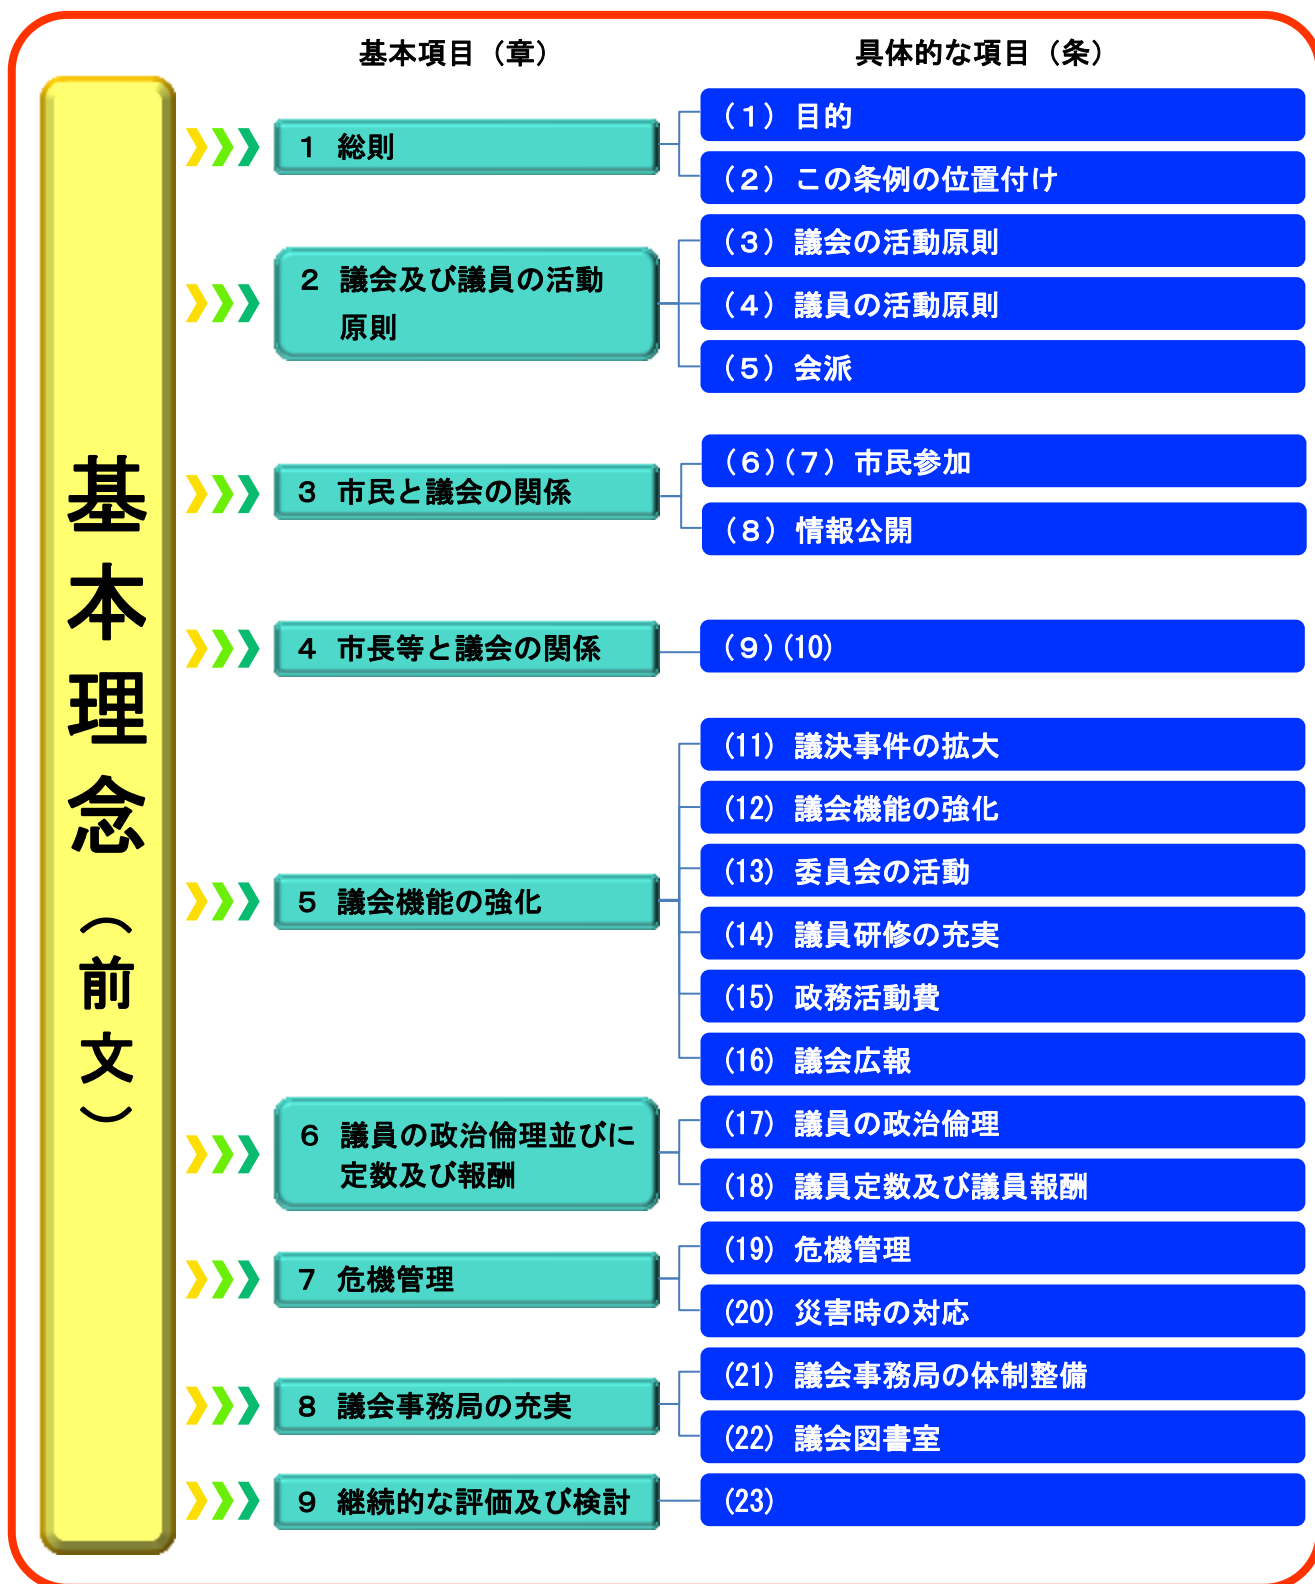 基本項目（章）
具体的な項目（条）
基本理念（前文）
１ 総則
（１）目的
（２）この条例の位置付け
２ 議会及び議員の活動
原則
（３）議会の活動原則
（４）議員の活動原則
（５）会派
３ 市民と議会の関係
（６）（７）市民参加
（８）情報公開
４ 市長等と議会の関係
（９）(10)
５ 議会機能の強化
(11) 議決事件の拡大
(12) 議会機能の強化
(13) 委員会の活動
(14) 議員研修の充実
(15) 政務活動費
(16) 議会広報
６ 議員の政治倫理並びに
定数及び報酬
(17) 議員の政治倫理
(18) 議員定数及び議員報酬
７ 危機管理
(19) 危機管理
(20) 災害時の対応
８ 議会事務局の充実
(21) 議会事務局の体制整備
(22) 議会図書室
９ 継続的な評価及び検討
(23)